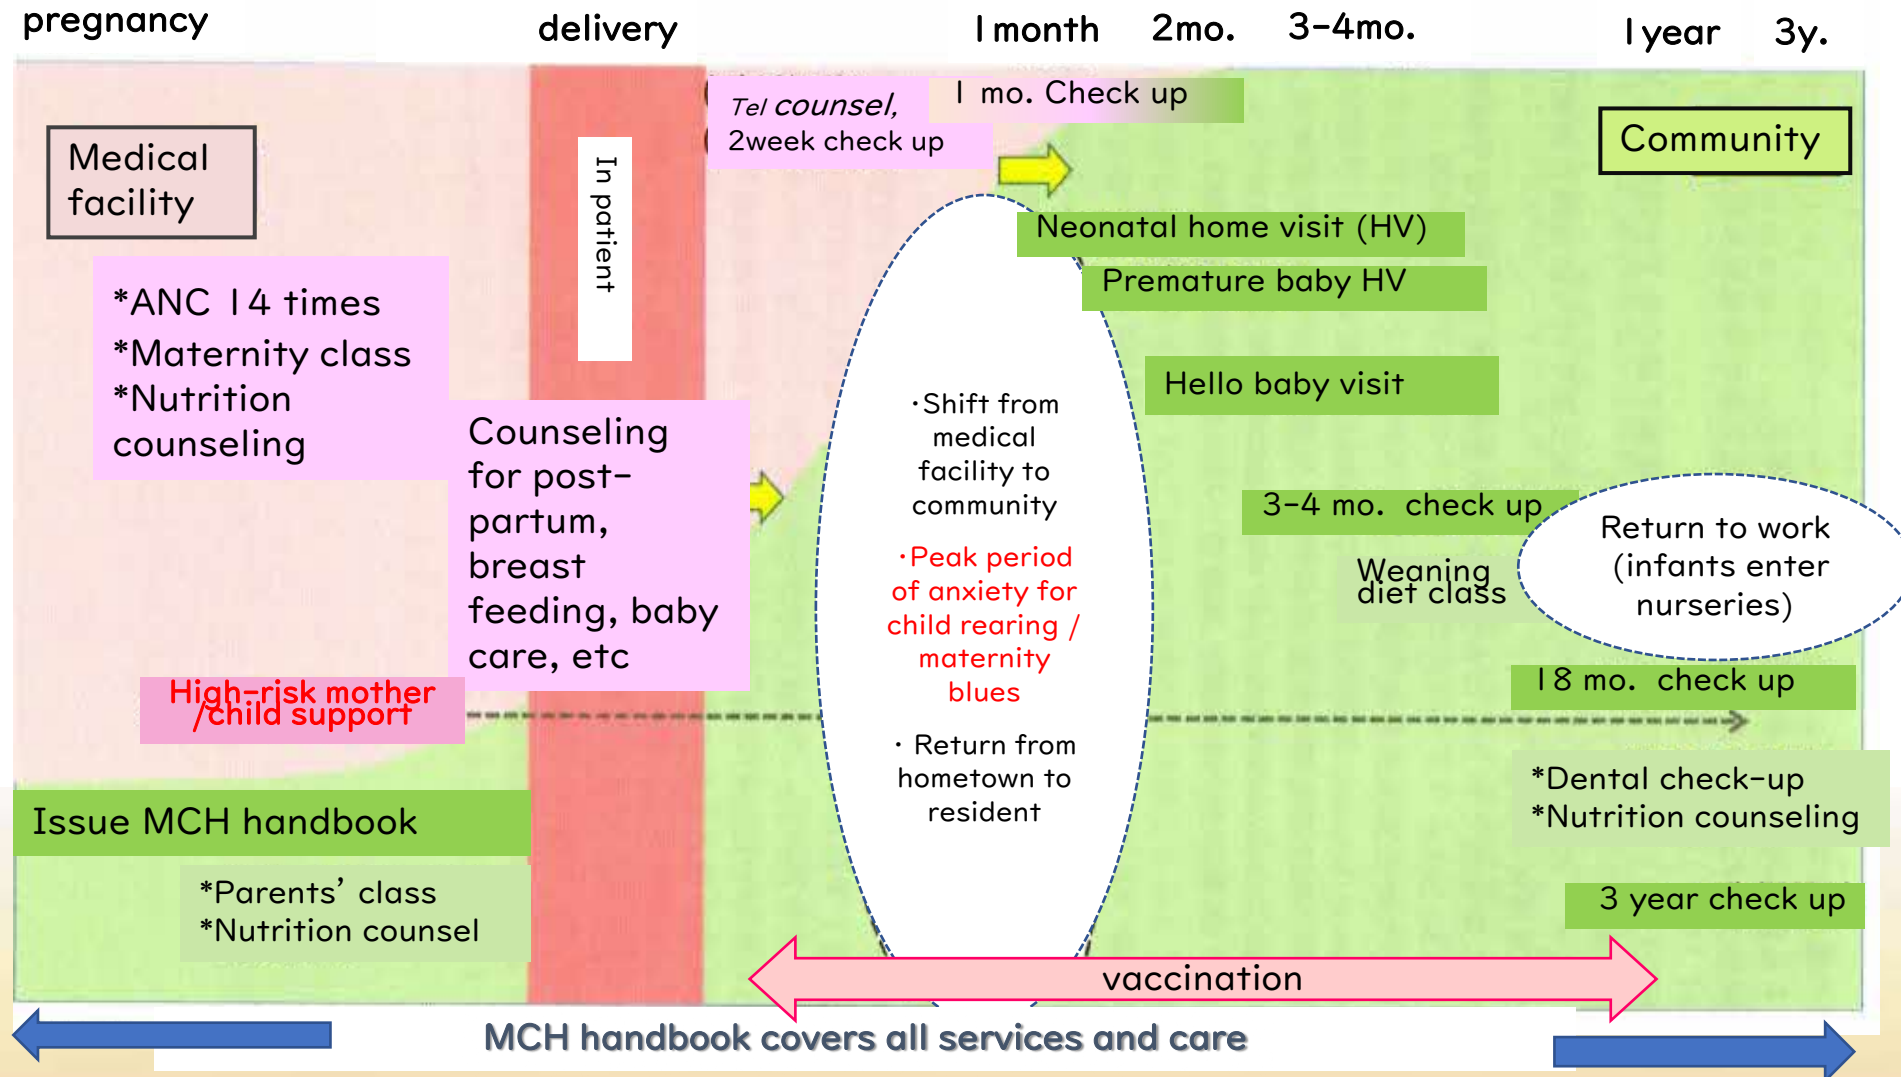 pregnancy
delivery
1 month
2mo.
3-4mo.
1 year
3y.
Medical
facility
*ANC 14 times
*Maternity class
*Nutrition
counseling
In patient
Counseling
for post-
partum,
breast
feeding, baby
care, etc
Tel counsel,
2week check up
1 mo. Check up
Community
Neonatal home visit (HV)
Premature baby HV
Hello baby visit
・Shift from
medical
facility to
community
・Peak period
of anxiety for
child rearing /
maternity
blues
・ Return from
hometown to
resident
3-4 mo. check up
Weaning
diet class
Return to work
(infants enter
nurseries)
High-risk mother
/child support
18 mo. check up
*Dental check-up
*Nutrition counseling
3 year check up
Issue MCH handbook
*Parents’ class
*Nutrition counsel
vaccination
MCH handbook covers all services and care